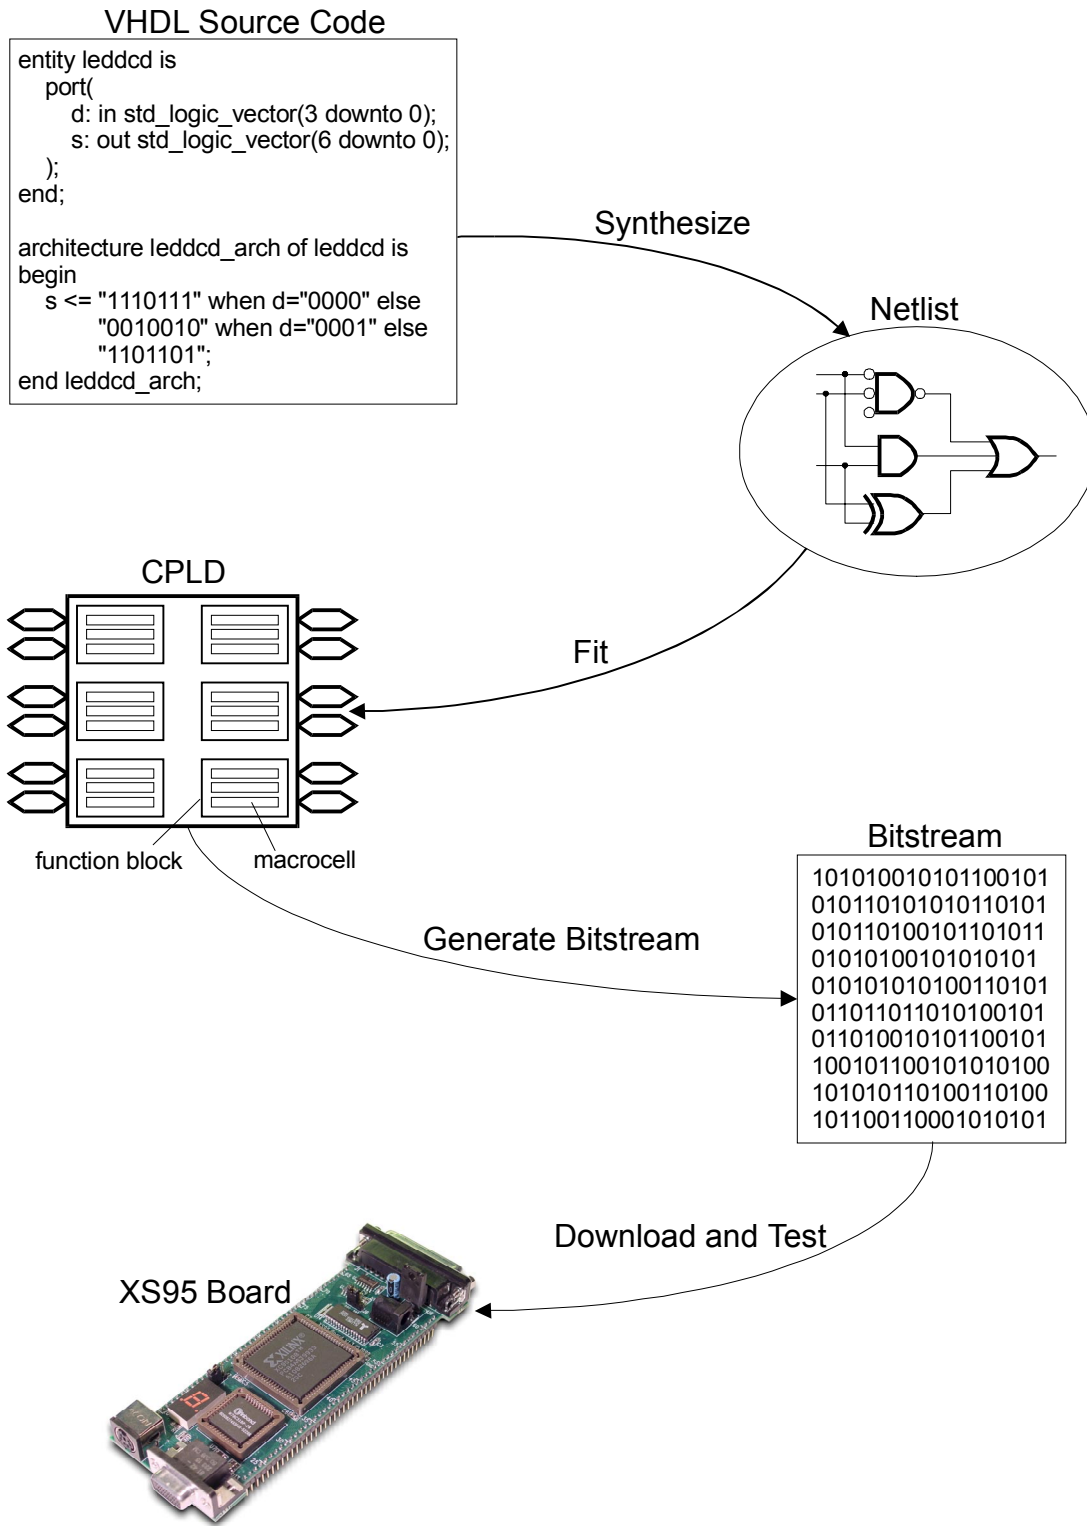 VHDL Source Code
entity leddcd is
port(
d: in std_logic_vector(3 downto 0);
s: out std_logic_vector(6 downto 0);
);
end;
architecture leddcd_arch of leddcd is
begin
s <= "1110111" when d="0000" else
"0010010" when d="0001" else
"1101101";
end leddcd_arch;
Synthesize
Netlist
CPLD
Fit
function block
macrocell
Bitstream
101010010101100101
010110101010110101
010110100101101011
01010100101010101
010101010100110101
011011011010100101
011010010101100101
100101100101010100
101010110100110100
101100110001010101
Generate Bitstream
Download and Test
XS95 Board
XILINX